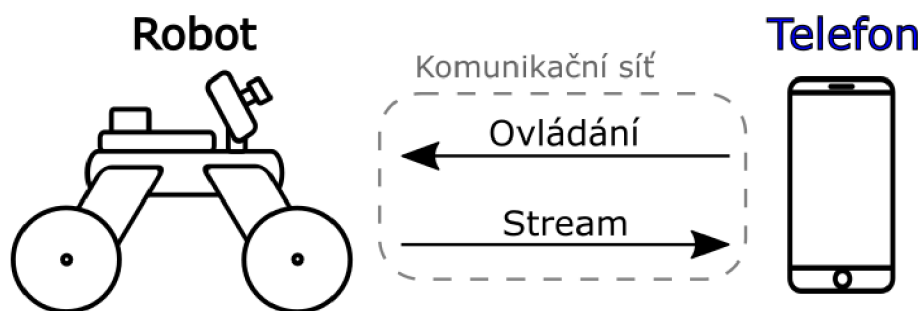 Robot
Telefon
Komunikační síť
Ovládání
Stream